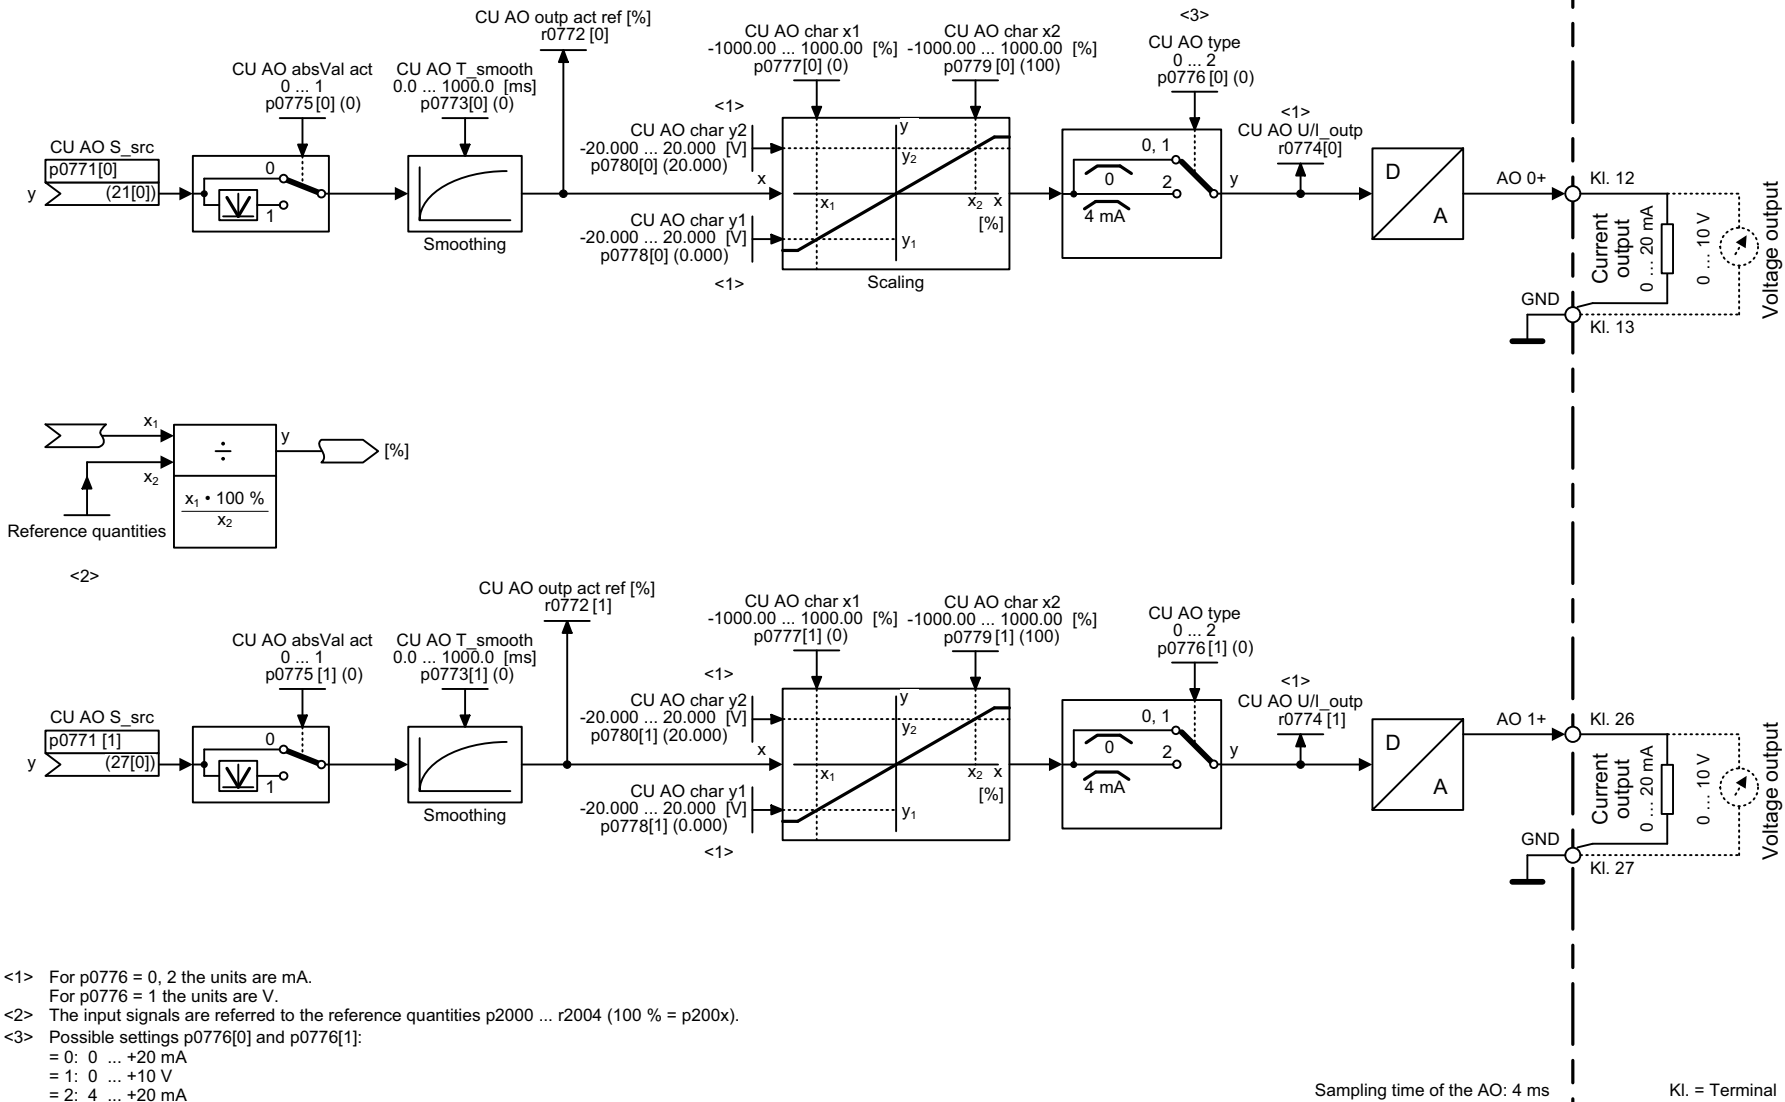 <3>
CU AO outp act ref [%]
r0772 [0]
CU AO char x1
-1000.00 ... 1000.00 [%]
p0777[0] (0)
CU AO char x2
-1000.00 ... 1000.00 [%]
p0779 [0] (100)
CU AO type
0 ... 2
p0776 [0] (0)
CU AO absVal act
0 ... 1
p0775 [0] (0)
CU AO T_smooth
0.0 ... 1000.0 [ms]
p0773[0] (0)
<1>
CU AO char y2
-20.000 ... 20.000 [V]
p0780[0] (20.000)
<1>
CU AO U/I_outp
r0774[0]
CU AO S_src
p0771[0]
(21[0])
y
0
1
Smoothing
x
CU AO char y1
-20.000 ... 20.000 [V]
p0778[0] (0.000)
<1>
y
y2
x1
x2 x
[%]
y1
Scaling
0, 1
0
2
4 mA
y
D
A
AO 0+
Kl. 12
Current output
0 ... 20 mA
0 ... 10 V
Voltage output
GND
Kl. 13
x1
x2
÷
y
[%]
x1 • 100 %
x2
Reference quantities
<2>
CU AO outp act ref [%]
r0772 [1]
CU AO char x1
-1000.00 ... 1000.00 [%]
p0777[1] (0)
CU AO char x2
-1000.00 ... 1000.00 [%]
p0779 [1] (100)
CU AO type
0 ... 2
p0776 [1] (0)
CU AO absVal act
0 ... 1
p0775 [1] (0)
CU AO T_smooth
0.0 ... 1000.0 [ms]
p0773[1] (0)
<1>
CU AO char y2
-20.000 ... 20.000 [V]
p0780[1] (20.000)
<1>
CU AO U/I_outp
r0774 [1]
CU AO S_src
p0771 [1]
(27[0])
y
0
1
Smoothing
x
CU AO char y1
-20.000 ... 20.000 [V]
p0778[1] (0.000)
<1>
y
y2
x1
x2 x
[%]
y1
0, 1
0
2
4 mA
y
D
A
AO 1+
Kl. 26
Current output
0 ... 20 mA
0 ... 10 V
Voltage output
GND
Kl. 27
<1> For p0776 = 0, 2 the units are mA.
For p0776 = 1 the units are V.
<2> The input signals are referred to the reference quantities p2000 ... r2004 (100 % = p200x).
<3> Possible settings p0776[0] and p0776[1]:
= 0: 0 ... +20 mA
= 1: 0 ... +10 V
= 2: 4 ... +20 mA
Sampling time of the AO: 4 ms
Kl. = Terminal